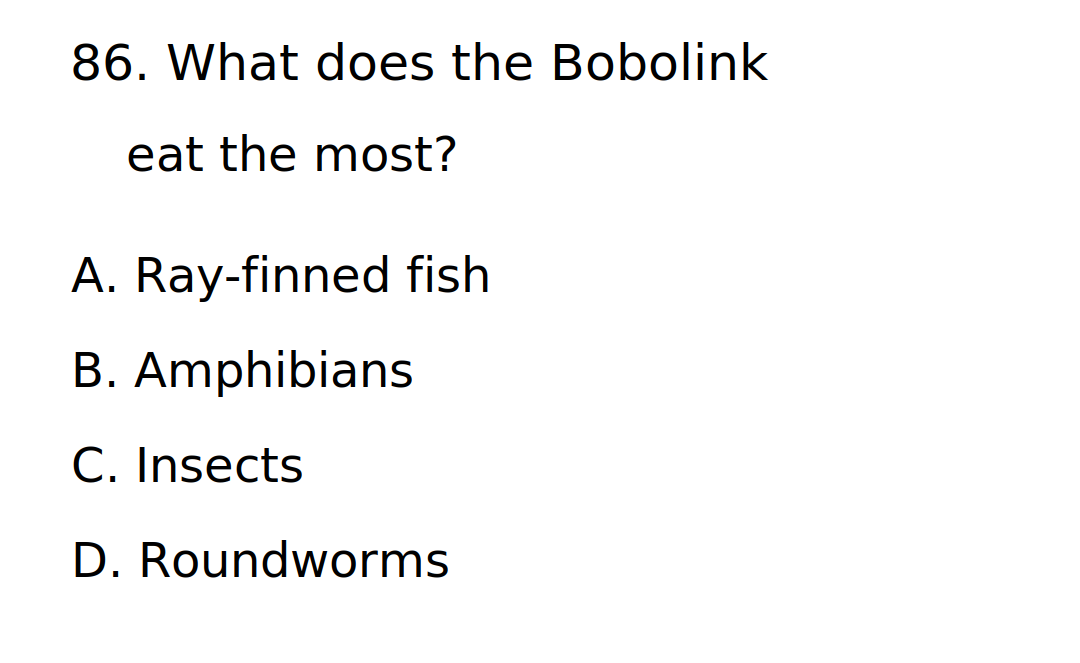 86. What does the Bobolink
eat the most?
A. Ray-finned fish
B. Amphibians
C. Insects
D. Roundworms